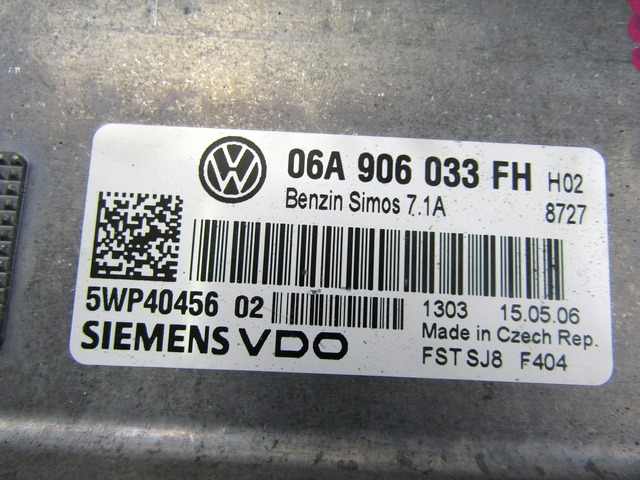 VW 06A 906 033 FH H02
Benzin Simos 7.1A 8727
5WP40456 02
1303 15.05.06
SIEMENS VDO
Made in Czech Rep.
FST SJ8 F404